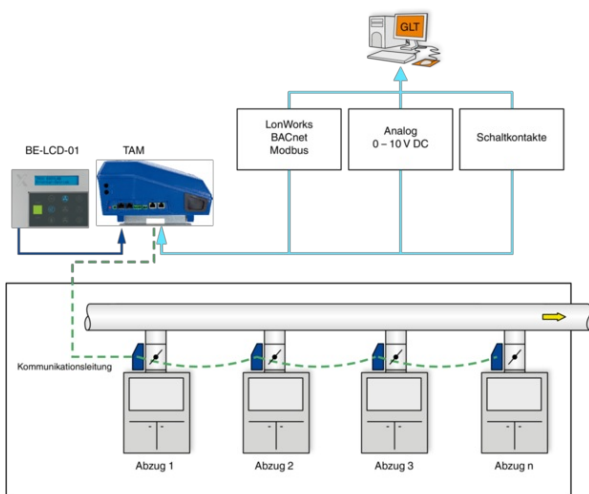 GLT
LonWorks
BACnet
Modbus
Analog
0 – 10 V DC
Schaltkontakte
BE-LCD-01
TAM
Kommunikationsleitung
Abzug 1
Abzug 2
Abzug 3
Abzug n